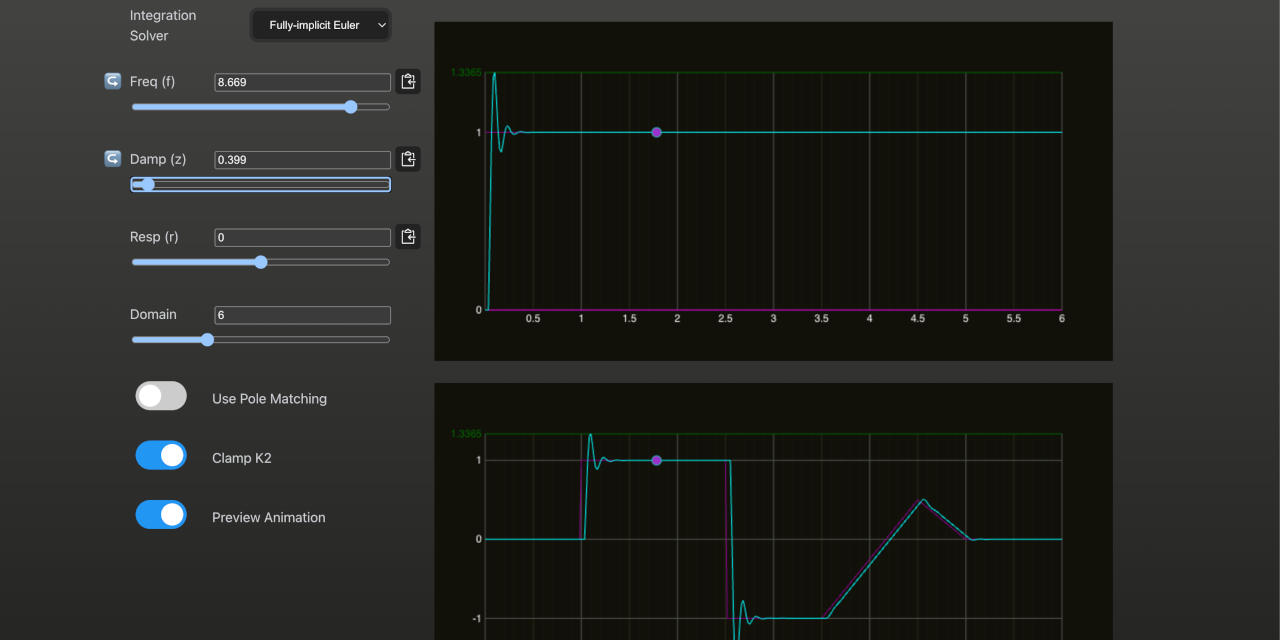 Integration
Solver
Fully-implicit Euler
Freq (f)
8.669
Damp (z)
0.399
Resp (r)
0
Domain
6
Use Pole Matching
Clamp K2
Preview Animation
1.3365
1
0
0.5 1 1.5 2 2.5 3 3.5 4 4.5 5 5.5 6
1.3365
1
0
-1